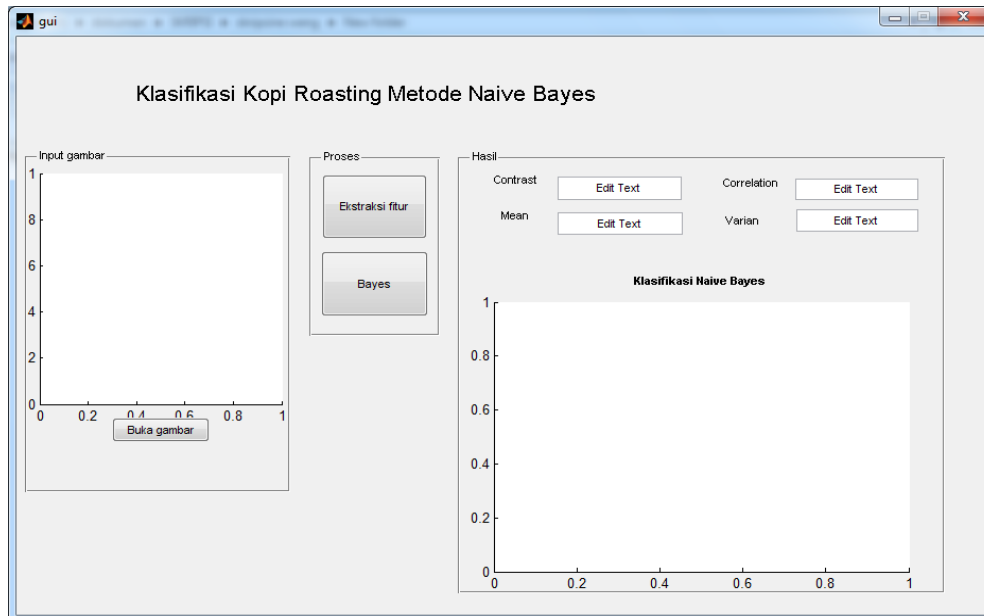 gui
Klasifikasi Kopi Roasting Metode Naive Bayes
Input gambar
1
8
6
4
2
0
0 0.2 0.4 0.6 0.8 1
Buka gambar
Proses
Ekstraksi fitur
Bayes
Hasil
Contrast Edit Text Correlation Edit Text
Mean Edit Text Varian Edit Text
Klasifikasi Naive Bayes
1
0.8
0.6
0.4
0.2
0
0 0.2 0.4 0.6 0.8 1